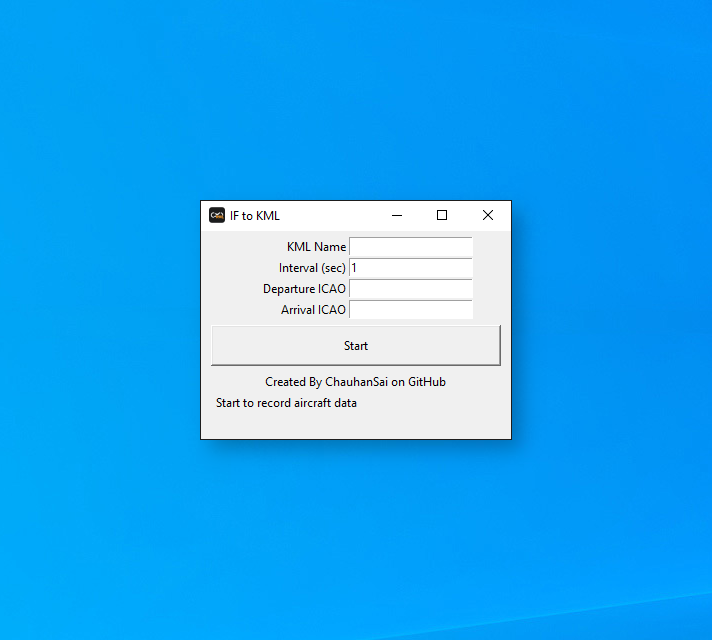 IF to KML
KML Name
Interval (sec) 1
Departure ICAO
Arrival ICAO
Start
Created By ChauhanSai on GitHub
Start to record aircraft data